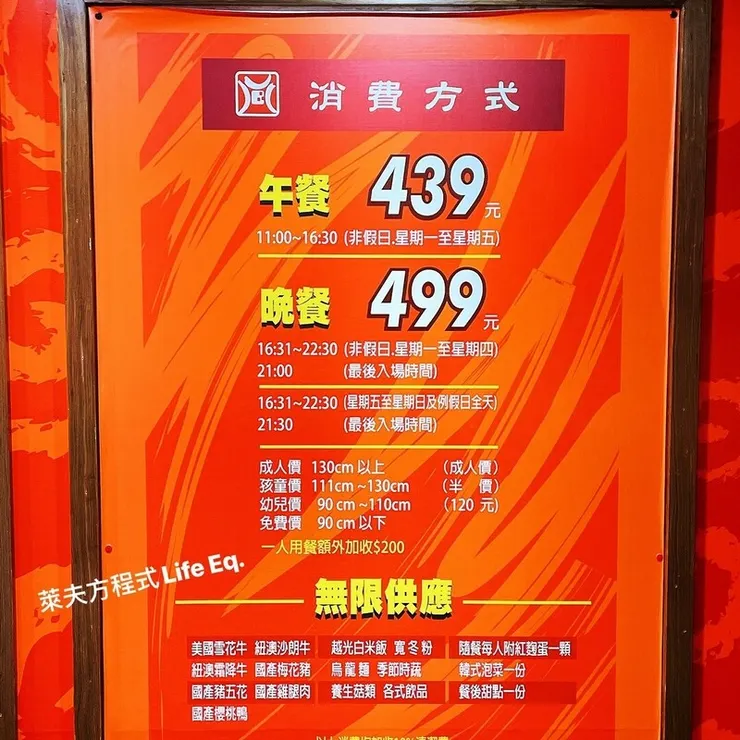 消費方式
午餐 439元
11:00~16:30 (非假日.星期一至星期五)
晚餐 499元
16:31~22:30 (非假日.星期一至星期四)
21:00 (最後入場時間)
16:31~22:30 (星期五至星期日及例假日全天)
21:30 (最後入場時間)
成人價 130cm 以上 (成人價)
孩童價 111cm ~130cm (半 價)
幼兒價 90 cm ~110cm (120 元)
免費價 90 cm 以下
一人用餐額外加收$200
萊夫方程式 Life Eq.
無限供應
美國雪花牛 紐澳沙朗牛 越光白米飯 寬冬粉 隨餐每人附紅麴蛋一顆
紐澳霜降牛 國產梅花豬 烏龍麵 季節時蔬 韓式泡菜一份
國產豬五花 國產雞腿肉 養生菇類 各式飲品 餐後甜點一份
國產櫻桃鴨